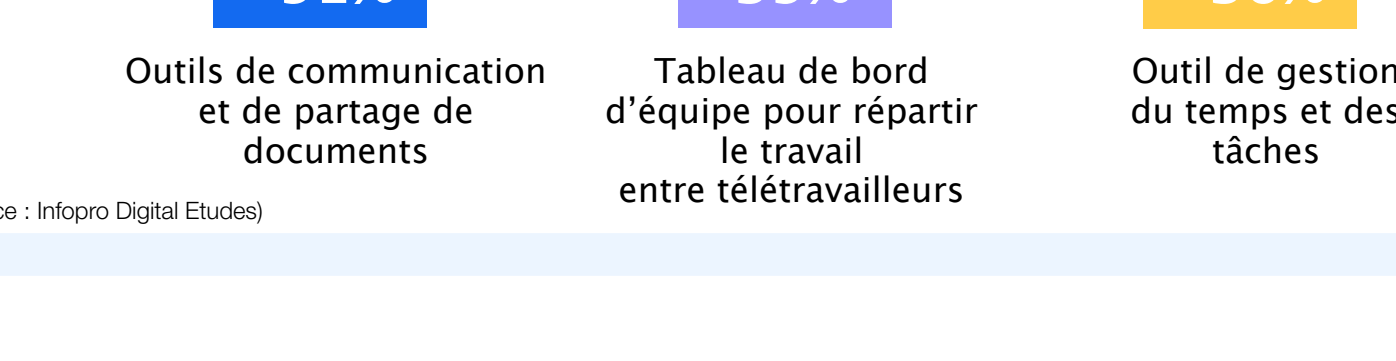 Outils de communication
et de partage de
documents
Tableau de bord
d’équipe pour répartir
le travail
entre télétravailleurs
Outil de gestion
du temps et des
tâches
: Infopro Digital Etudes)